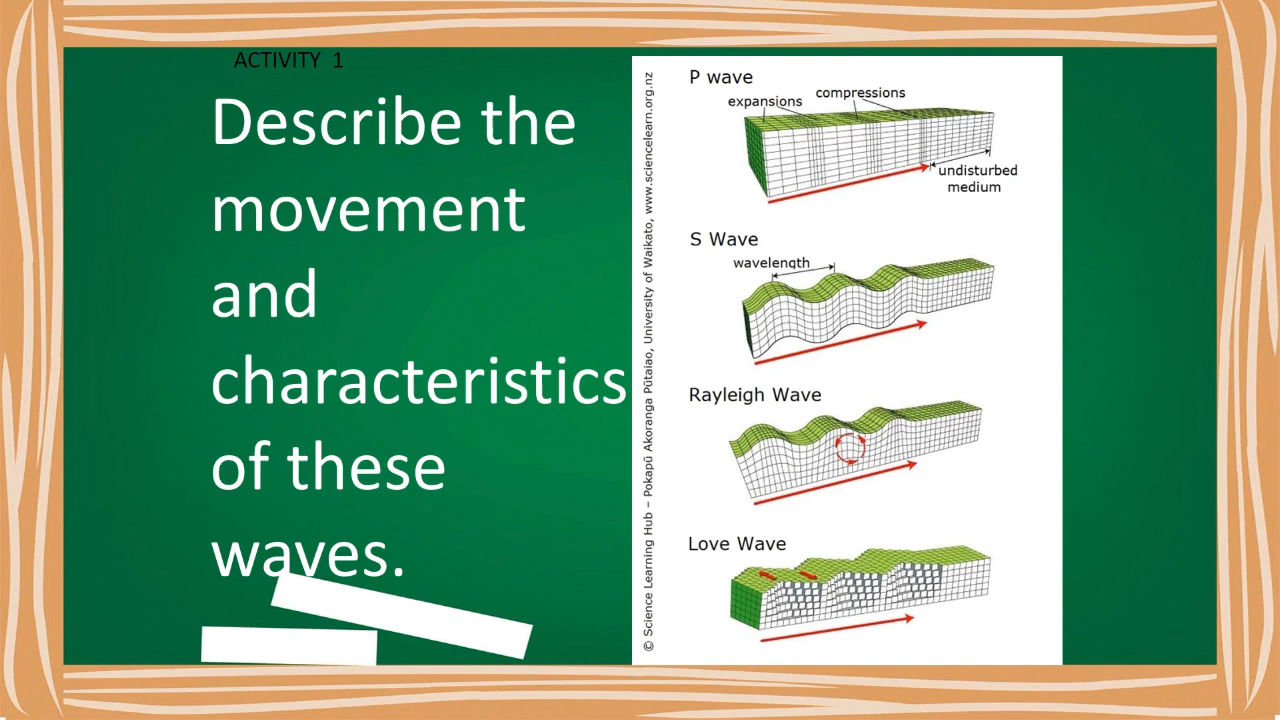 ACTIVITY 1
Describe the
movement
and
characteristics
of these
waves.
© Science Learning Hub – Pokapū Akoranga Pūtaiao, University of Waikato, www.sciencelearn.org.nz
P wave
expansions
compressions
undisturbed
medium
S Wave
wavelength
Rayleigh Wave
Love Wave